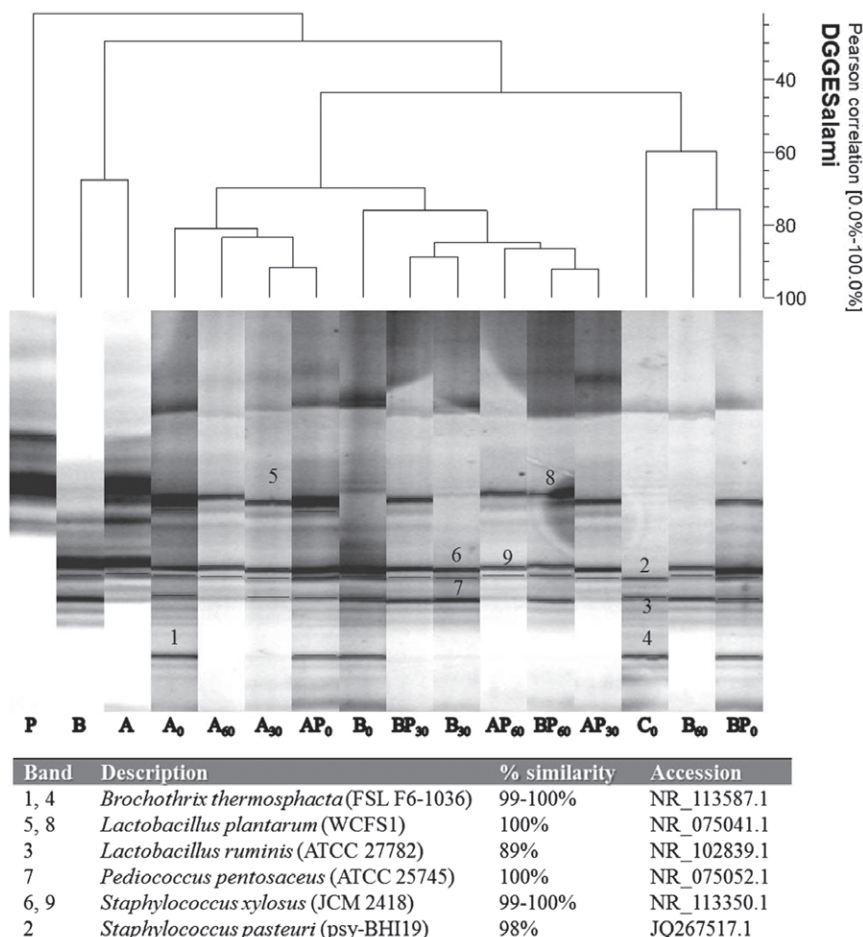 40
60
80
100
DGGESalami
Pearson correlation [0.0%-100.0%]
5
8
6
9
2
7
3
1
4
P B A A₀ A₆₀ A₃₀ AP₀ B₀ BP₃₀ B₃₀ AP₆₀ BP₆₀ AP₃₀ C₀ B₆₀ BP₀
Band Description % similarity Accession
1, 4 Brochothrix thermosphacta (FSL F6-1036) 99-100% NR_113587.1
5, 8 Lactobacillus plantarum (WCFS1) 100% NR_075041.1
3 Lactobacillus ruminis (ATCC 27782) 89% NR_102839.1
7 Pediococcus pentosaceus (ATCC 25745) 100% NR_075052.1
6, 9 Staphylococcus xylosus (JCM 2418) 99-100% NR_113350.1
2 Staphylococcus pasteuri (psy-BHI19) 98% JQ267517.1